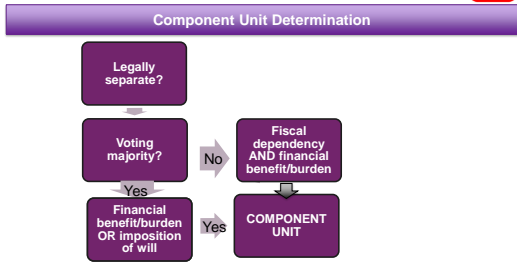 Component Unit Determination
Legally
separate?
Voting
majority?
No
Fiscal
dependency
AND financial
benefit/burden
Yes
Financial
benefit/burden
OR imposition
of will
Yes
COMPONENT
UNIT